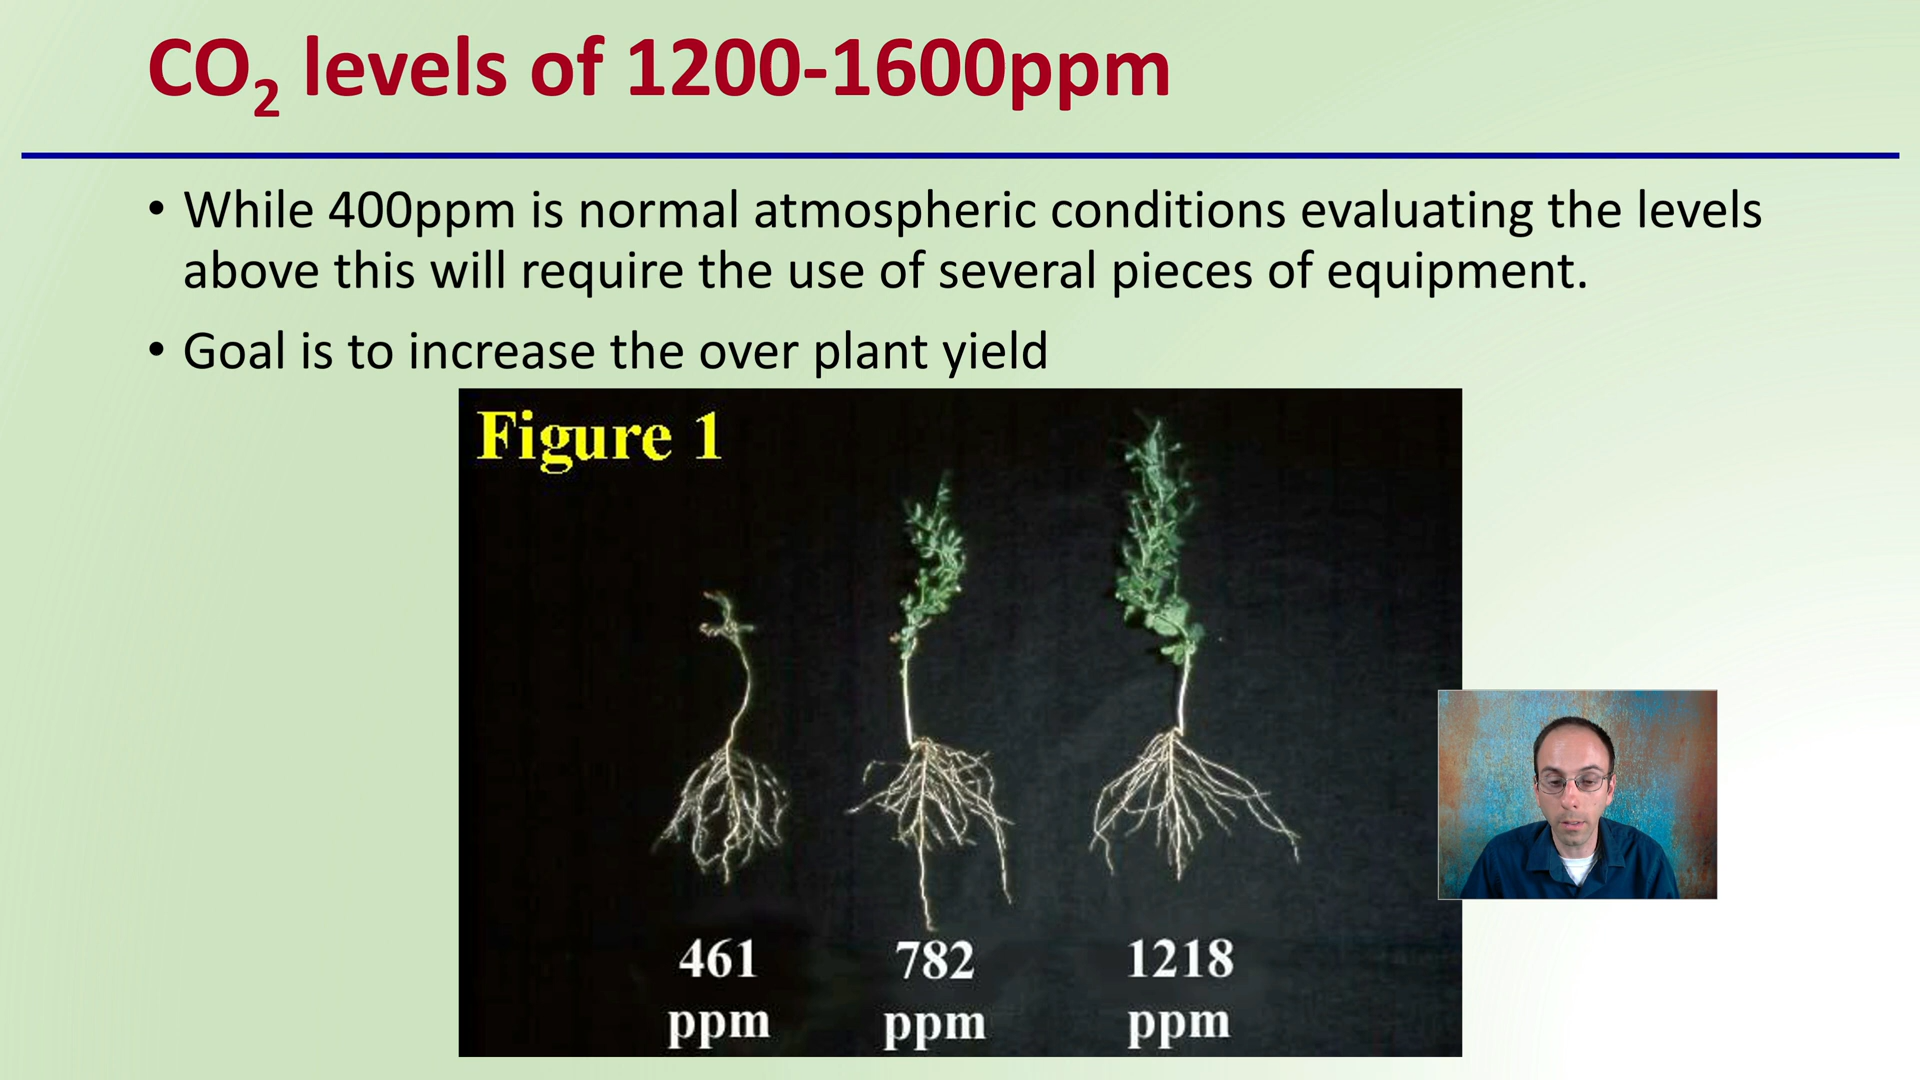 CO₂ levels of 1200-1600ppm
• While 400ppm is normal atmospheric conditions evaluating the levels
above this will require the use of several pieces of equipment.
• Goal is to increase the over plant yield
Figure 1
461 ppm
782 ppm
1218 ppm